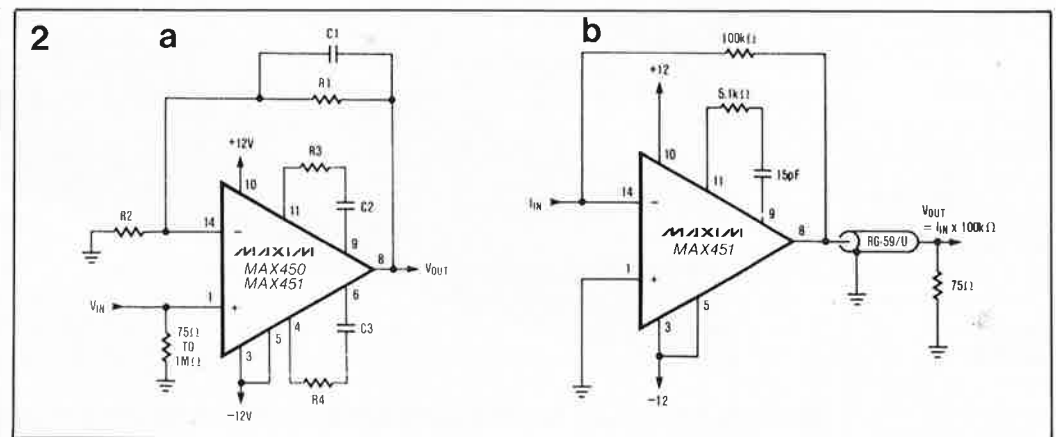 2
a
C1
R1
+12V
10
R3
11
C2
R2
14
−
MAXIM
MAX450
MAX451
9
8
VOUT
VIN
1
+
6
75Ω
TO
1MΩ
3
5
4
C3
R4
−12V
b
100kΩ
+12
5.1kΩ
10
11
15pF
IIN
14
−
9
MAXIM
MAX451
8
VOUT
= IIN x 100kΩ
RG-59/U
1
+
75Ω
3
5
−12